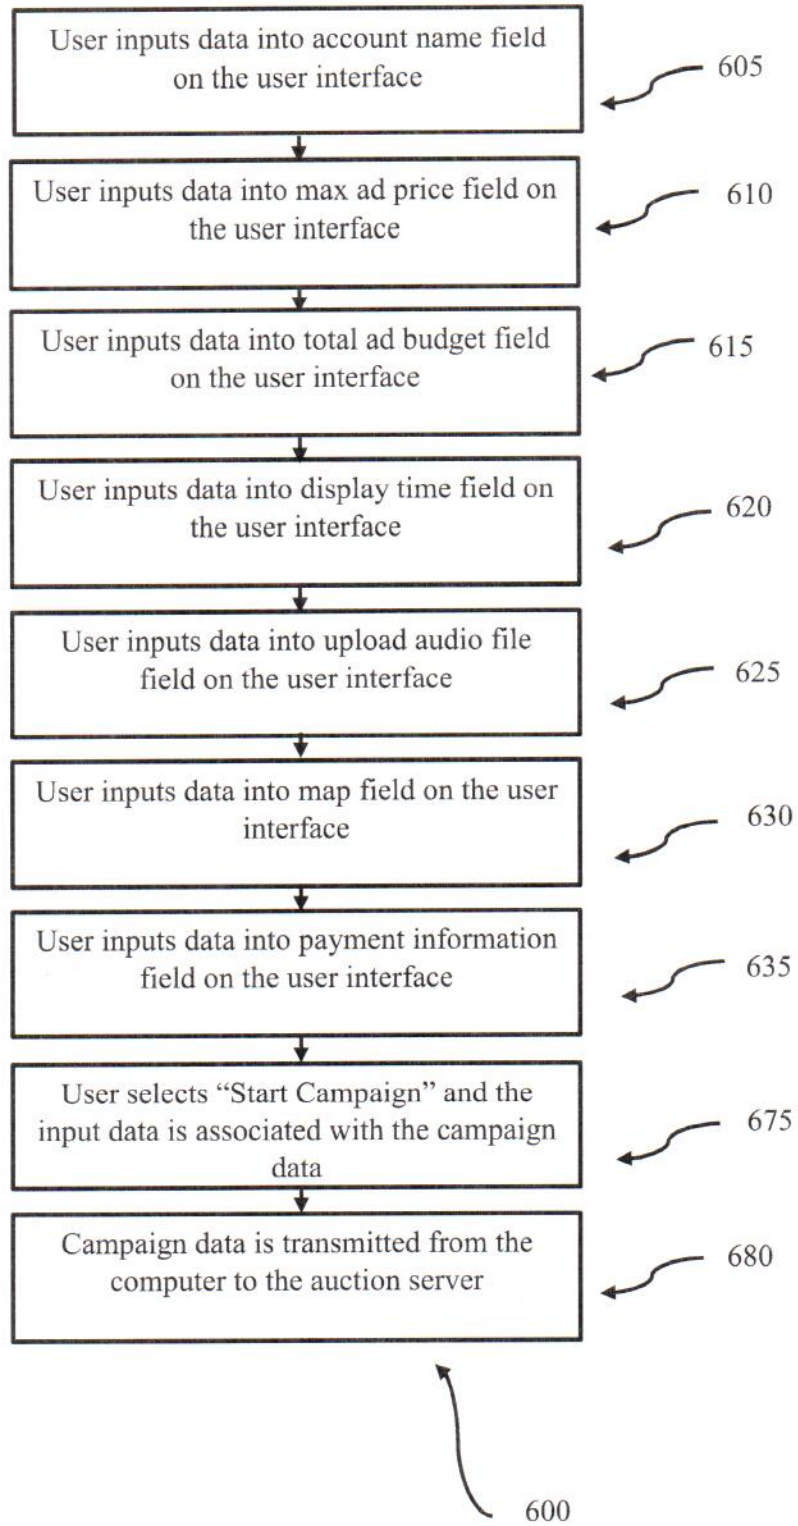 User inputs data into account name field
on the user interface
605
User inputs data into max ad price field on
the user interface
610
User inputs data into total ad budget field
on the user interface
615
User inputs data into display time field on
the user interface
620
User inputs data into upload audio file
field on the user interface
625
User inputs data into map field on the user
interface
630
User inputs data into payment information
field on the user interface
635
User selects “Start Campaign” and the
input data is associated with the campaign
data
675
Campaign data is transmitted from the
computer to the auction server
680
600